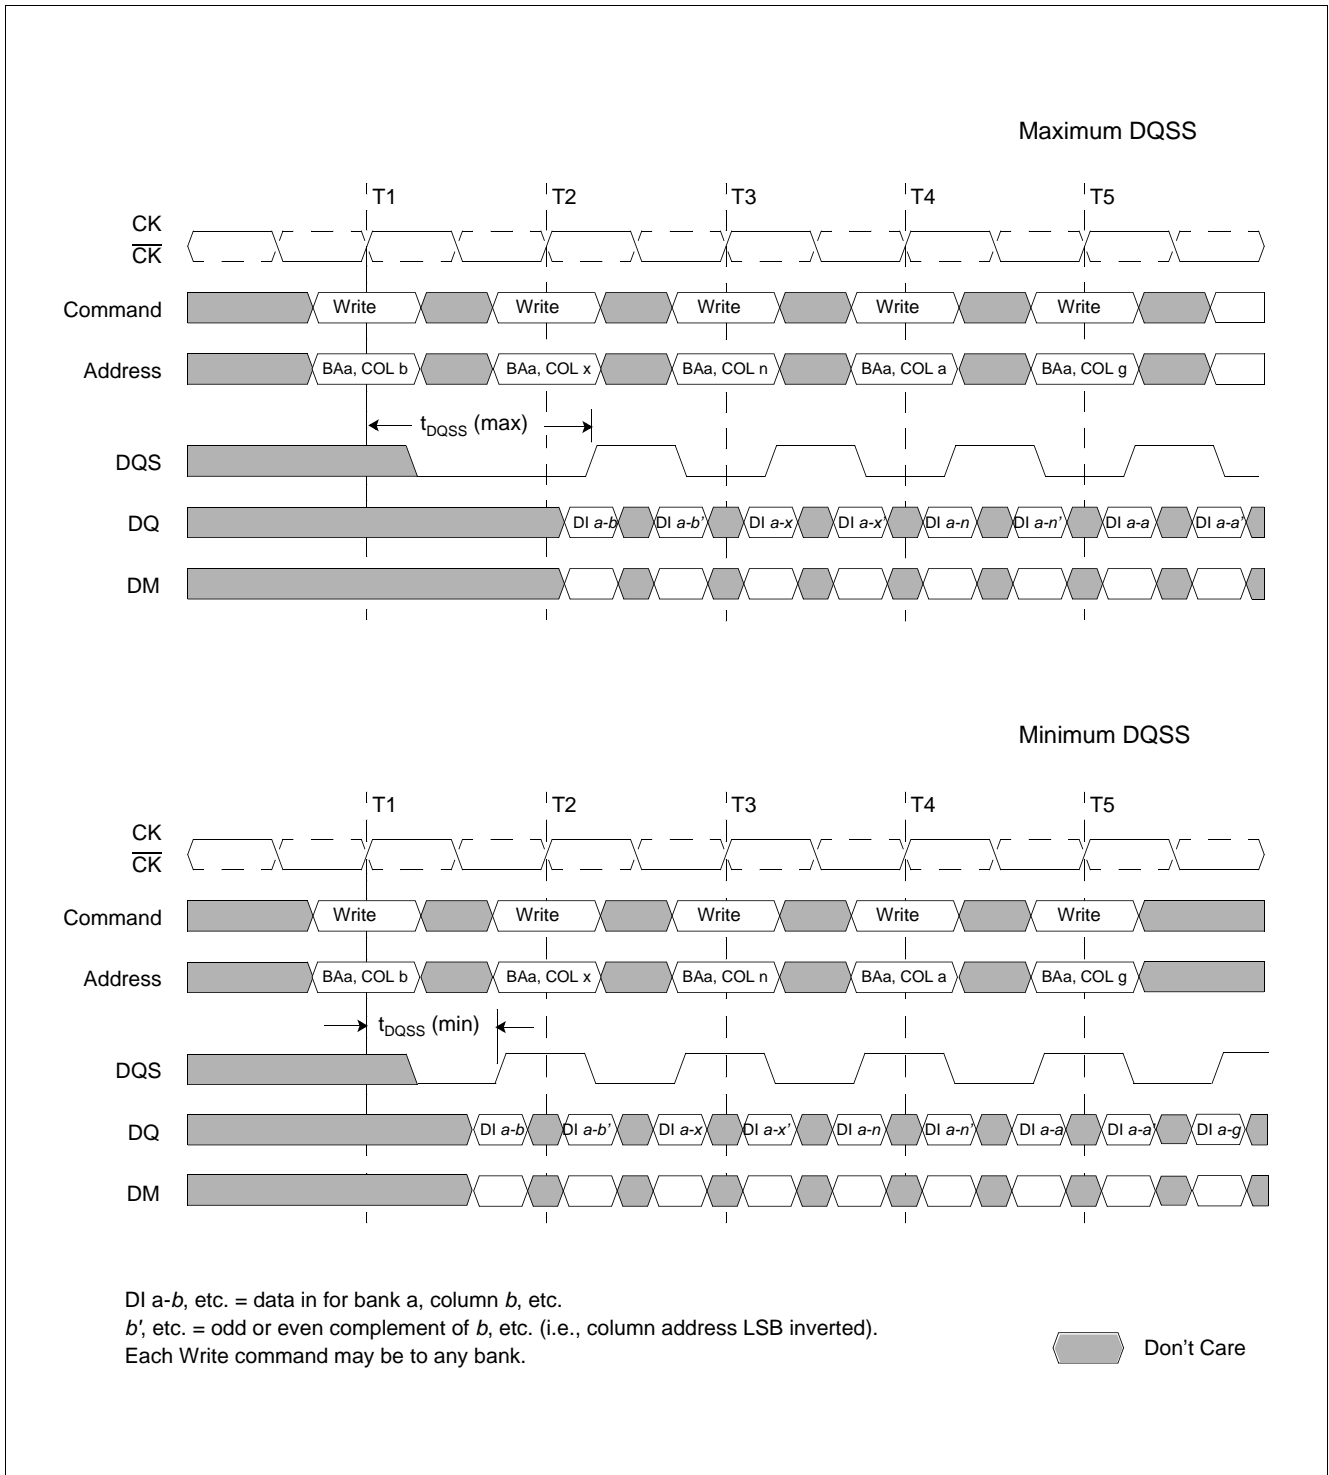 Maximum DQSS
T1 T2 T3 T4 T5
CK
CK
Command Write Write Write Write Write
Address BAa, COL b BAa, COL x BAa, COL n BAa, COL a BAa, COL g
tDQSS (max)
DQS
DQ DI a-b DI a-b' DI a-x DI a-x' DI a-n DI a-n' DI a-a DI a-a'
DM
Minimum DQSS
T1 T2 T3 T4 T5
CK
CK
Command Write Write Write Write Write
Address BAa, COL b BAa, COL x BAa, COL n BAa, COL a BAa, COL g
tDQSS (min)
DQS
DQ DI a-b DI a-b' DI a-x DI a-x' DI a-n DI a-n' DI a-a DI a-a' DI a-g
DM
DI a-b, etc. = data in for bank a, column b, etc.
b', etc. = odd or even complement of b, etc. (i.e., column address LSB inverted).
Each Write command may be to any bank.
Don't Care